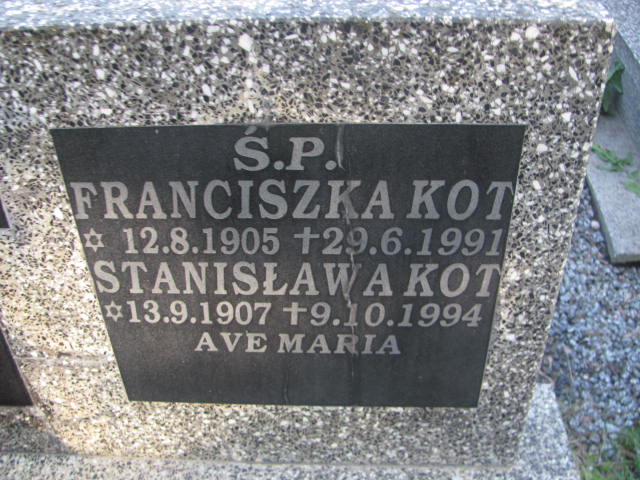 Ś.P.
FRANCISZKA KOT
✡ 12.8.1905 ✝ 29.6.1991
STANISŁAWA KOT
✡ 13.9.1907 ✝ 9.10.1994
AVE MARIA